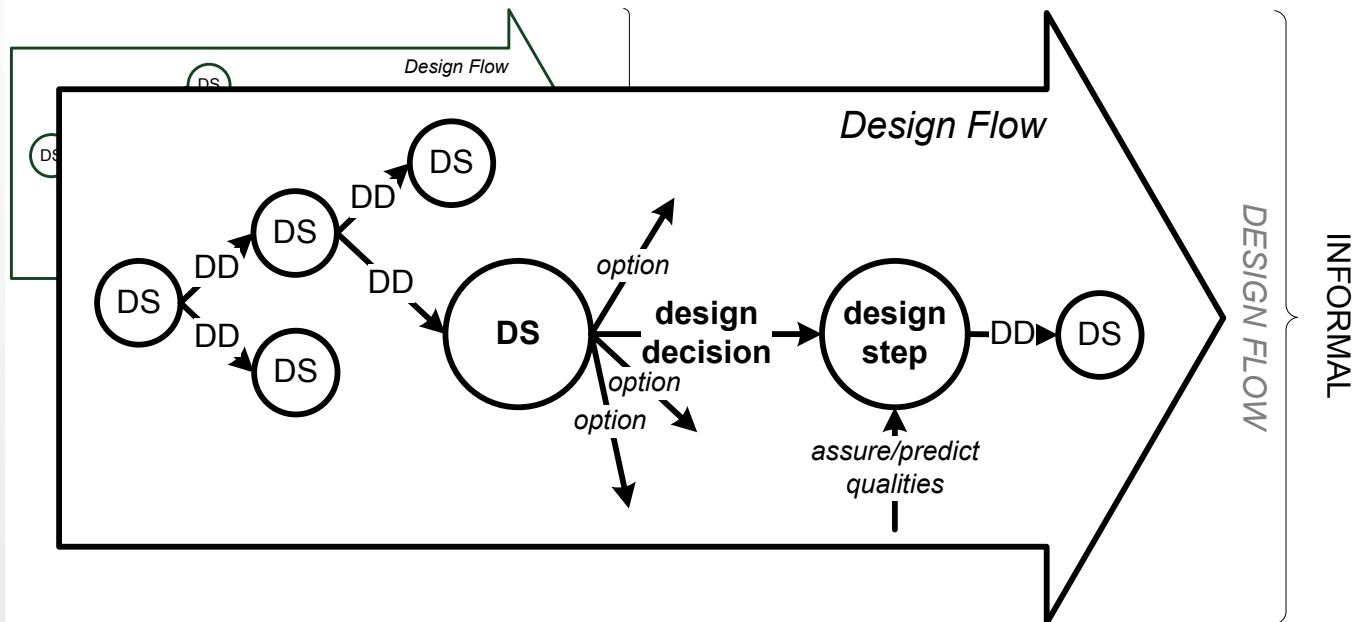 Design Flow
DS
DS
Design Flow
DS
DD
DS
DD
DD
DS
DD
DS
DS
option
design
decision
option
option
design
step
DD
DS
assure/predict
qualities
DESIGN FLOW
INFORMAL